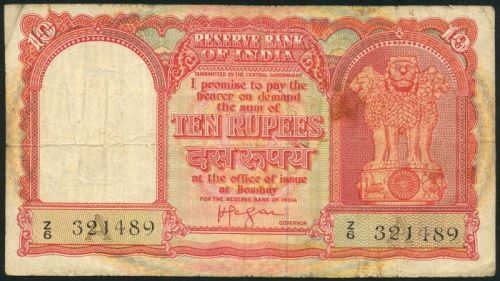 10 RESERVE BANK 10
OF INDIA
GUARANTEED BY THE CENTRAL GOVERNMENT
I promise to pay the
bearer on demand
the sum of
TEN RUPEES
दस रूपये
at the office of issue
at Bombay
FOR THE RESERVE BANK OF INDIA
GOVERNOR
Z/6 321489
Z/6 321489
A